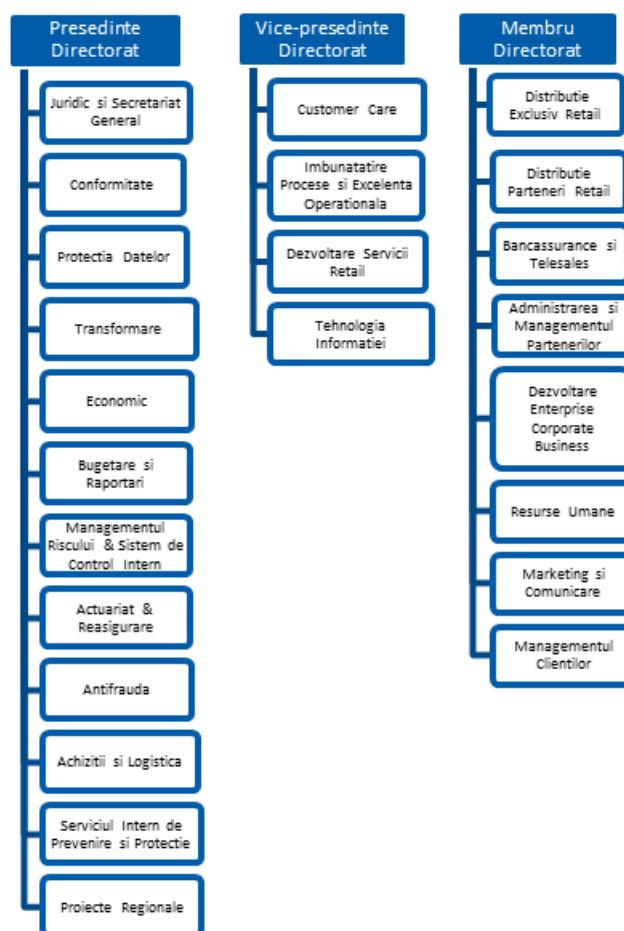 Presedinte
Directorat
Juridic si Secretariat
General
Conformitate
Protectia Datelor
Transformare
Economic
Bugetare si
Raportari
Managementul
Riscului & Sistem de
Control Intern
Actuariat &
Reasigurare
Antifrauda
Achizitii si Logistica
Serviciul Intern de
Prevenire si Protectie
Proiecte Regionale
Vice-presedinte
Directorat
Customer Care
Imbunatatire
Procese si Excelenta
Operationala
Dezvoltare Servicii
Retail
Tehnologia
Informatiei
Membru
Directorat
Distributie
Exclusiv Retail
Distributie
Parteneri Retail
Bancassurance si
Telesales
Administrarea si
Managementul
Partenerilor
Dezvoltare
Enterprise
Corporate
Business
Resurse Umane
Marketing si
Comunicare
Managementul
Clientilor